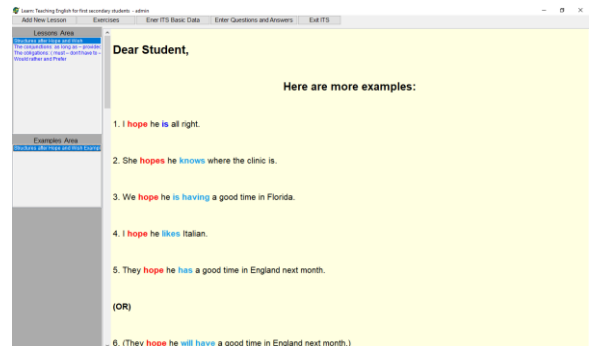 Learn: Teaching English for first secondary students - admin
Add New Lesson Exercises Ener ITS Basic Data Enter Questions and Answers Exit ITS
Lessons Area
Structures after Hope and Wish
The conjunctions: as long as – provided
The obligations :( must – don't have to –
Would rather and Prefer
Examples Area
Structures after Hope and Wish Exampl
Dear Student,
Here are more examples:
1. I hope he is all right.
2. She hopes he knows where the clinic is.
3. We hope he is having a good time in Florida.
4. I hope he likes Italian.
5. They hope he has a good time in England next month.
(OR)
6. (They hope he will have a good time in England next month.)